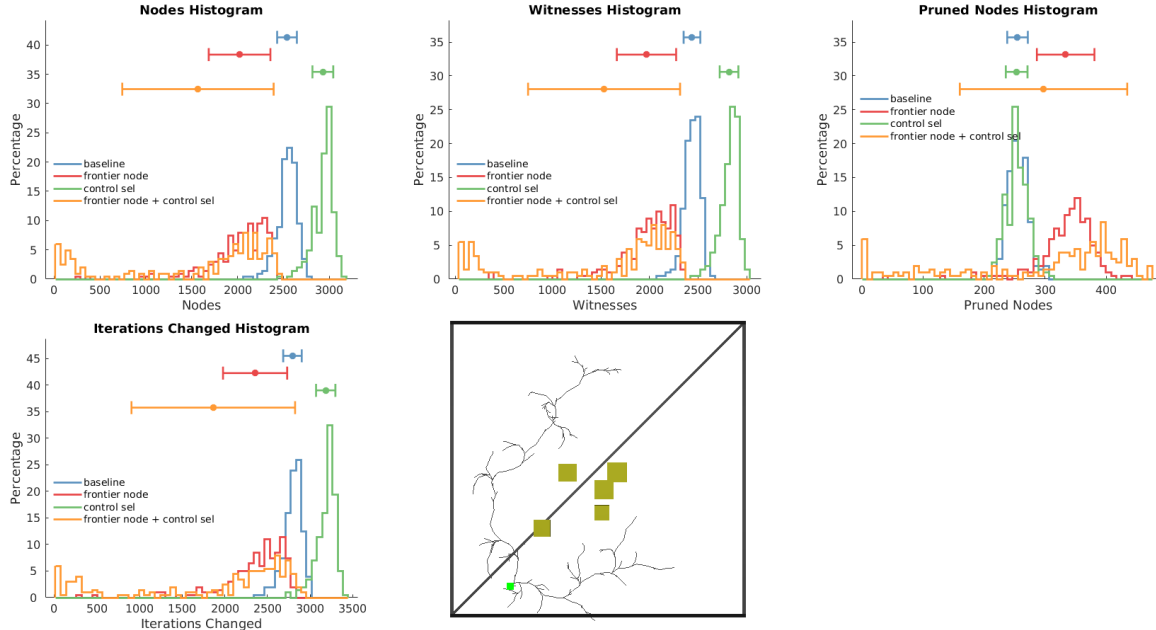 Nodes Histogram
Percentage
40
35
30
25
20
15
10
5
0
baseline
frontier node
control sel
frontier node + control sel
0 500 1000 1500 2000 2500 3000
Nodes
Witnesses Histogram
Percentage
35
30
25
20
15
10
5
0
baseline
frontier node
control sel
frontier node + control sel
0 500 1000 1500 2000 2500 3000
Witnesses
Pruned Nodes Histogram
Percentage
35
30
25
20
15
10
5
0
baseline
frontier node
control sel
frontier node + control sel
0 100 200 300 400
Pruned Nodes
Iterations Changed Histogram
Percentage
45
40
35
30
25
20
15
10
5
0
baseline
frontier node
control sel
frontier node + control sel
0 500 1000 1500 2000 2500 3000 3500
Iterations Changed